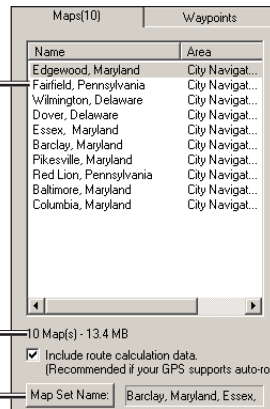 Maps(10) Waypoints
Name Area
Edgewood, Maryland City Navigat...
Fairfield, Pennsylvania City Navigat...
Wilmington, Delaware City Navigat...
Dover, Delaware City Navigat...
Essex, Maryland City Navigat...
Barclay, Maryland City Navigat...
Pikesville, Maryland City Navigat...
Red Lion, Pennsylvania City Navigat...
Baltimore, Maryland City Navigat...
Columbia, Maryland City Navigat...
10 Map(s) - 13.4 MB
Include route calculation data.
(Recommended if your GPS supports auto-ro
Map Set Name: Barclay, Maryland, Essex,